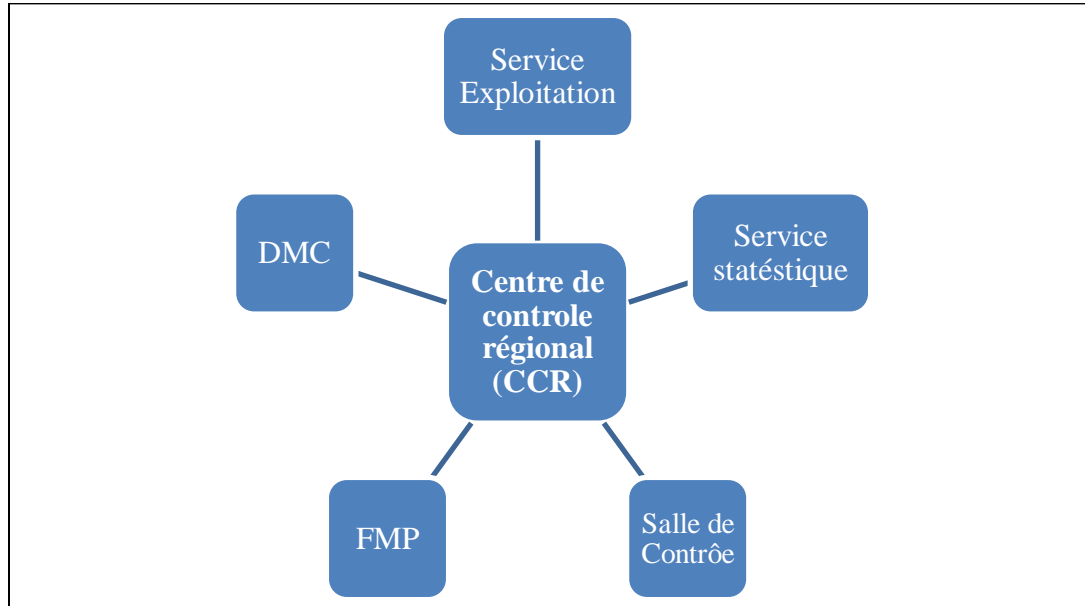 Service
Exploitation
DMC
Service
statéstique
Centre de
controle
régional
(CCR)
FMP
Salle de
Contrôe